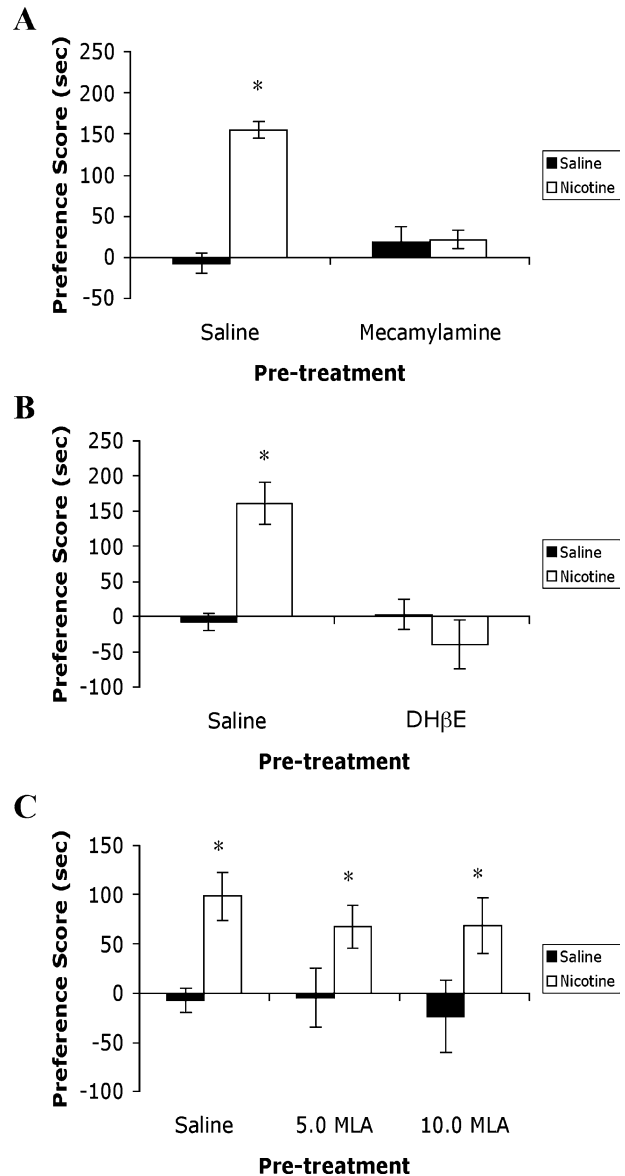 A
Preference Score (sec)
250
200
150
100
50
0
-50
*
Saline
Nicotine
Saline Mecamylamine
Pre-treatment
B
Preference Score (sec)
250
200
150
100
50
0
-50
-100
*
Saline
Nicotine
Saline DHβE
Pre-treatment
C
Preference Score (sec)
150
100
50
0
-50
-100
* * *
Saline
Nicotine
Saline 5.0 MLA 10.0 MLA
Pre-treatment